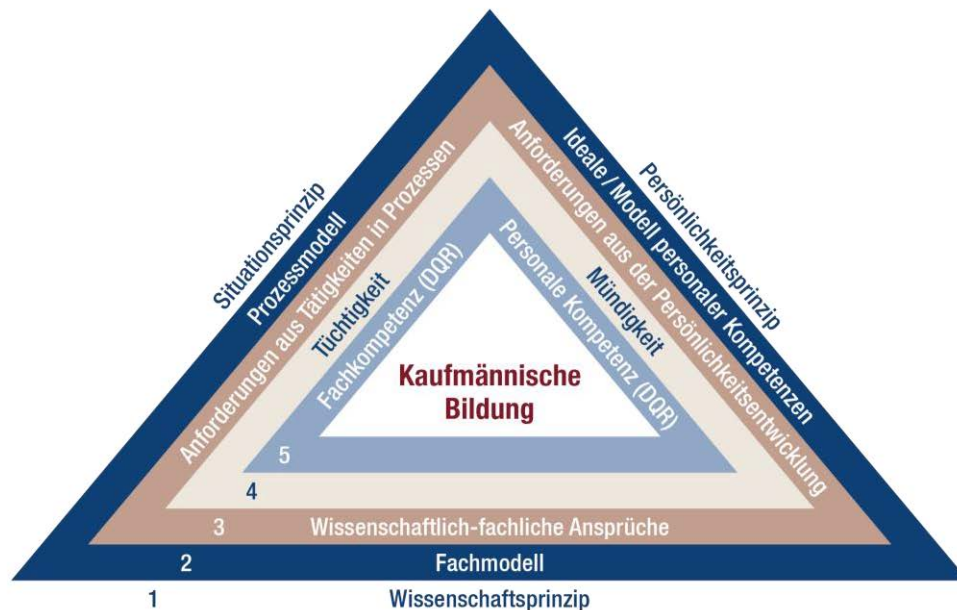 Situationsprinzip
Prozessmodell
Anforderungen aus Tätigkeiten in Prozessen
Tüchtigkeit
Fachkompetenz (DQR)
Persönlichkeitsprinzip
Ideale / Modell personaler Kompetenzen
Anforderungen aus der Persönlichkeitsentwicklung
Mündigkeit
Personale Kompetenz (DQR)
Kaufmännische
Bildung
5
4
3 Wissenschaftlich-fachliche Ansprüche
2 Fachmodell
1 Wissenschaftsprinzip